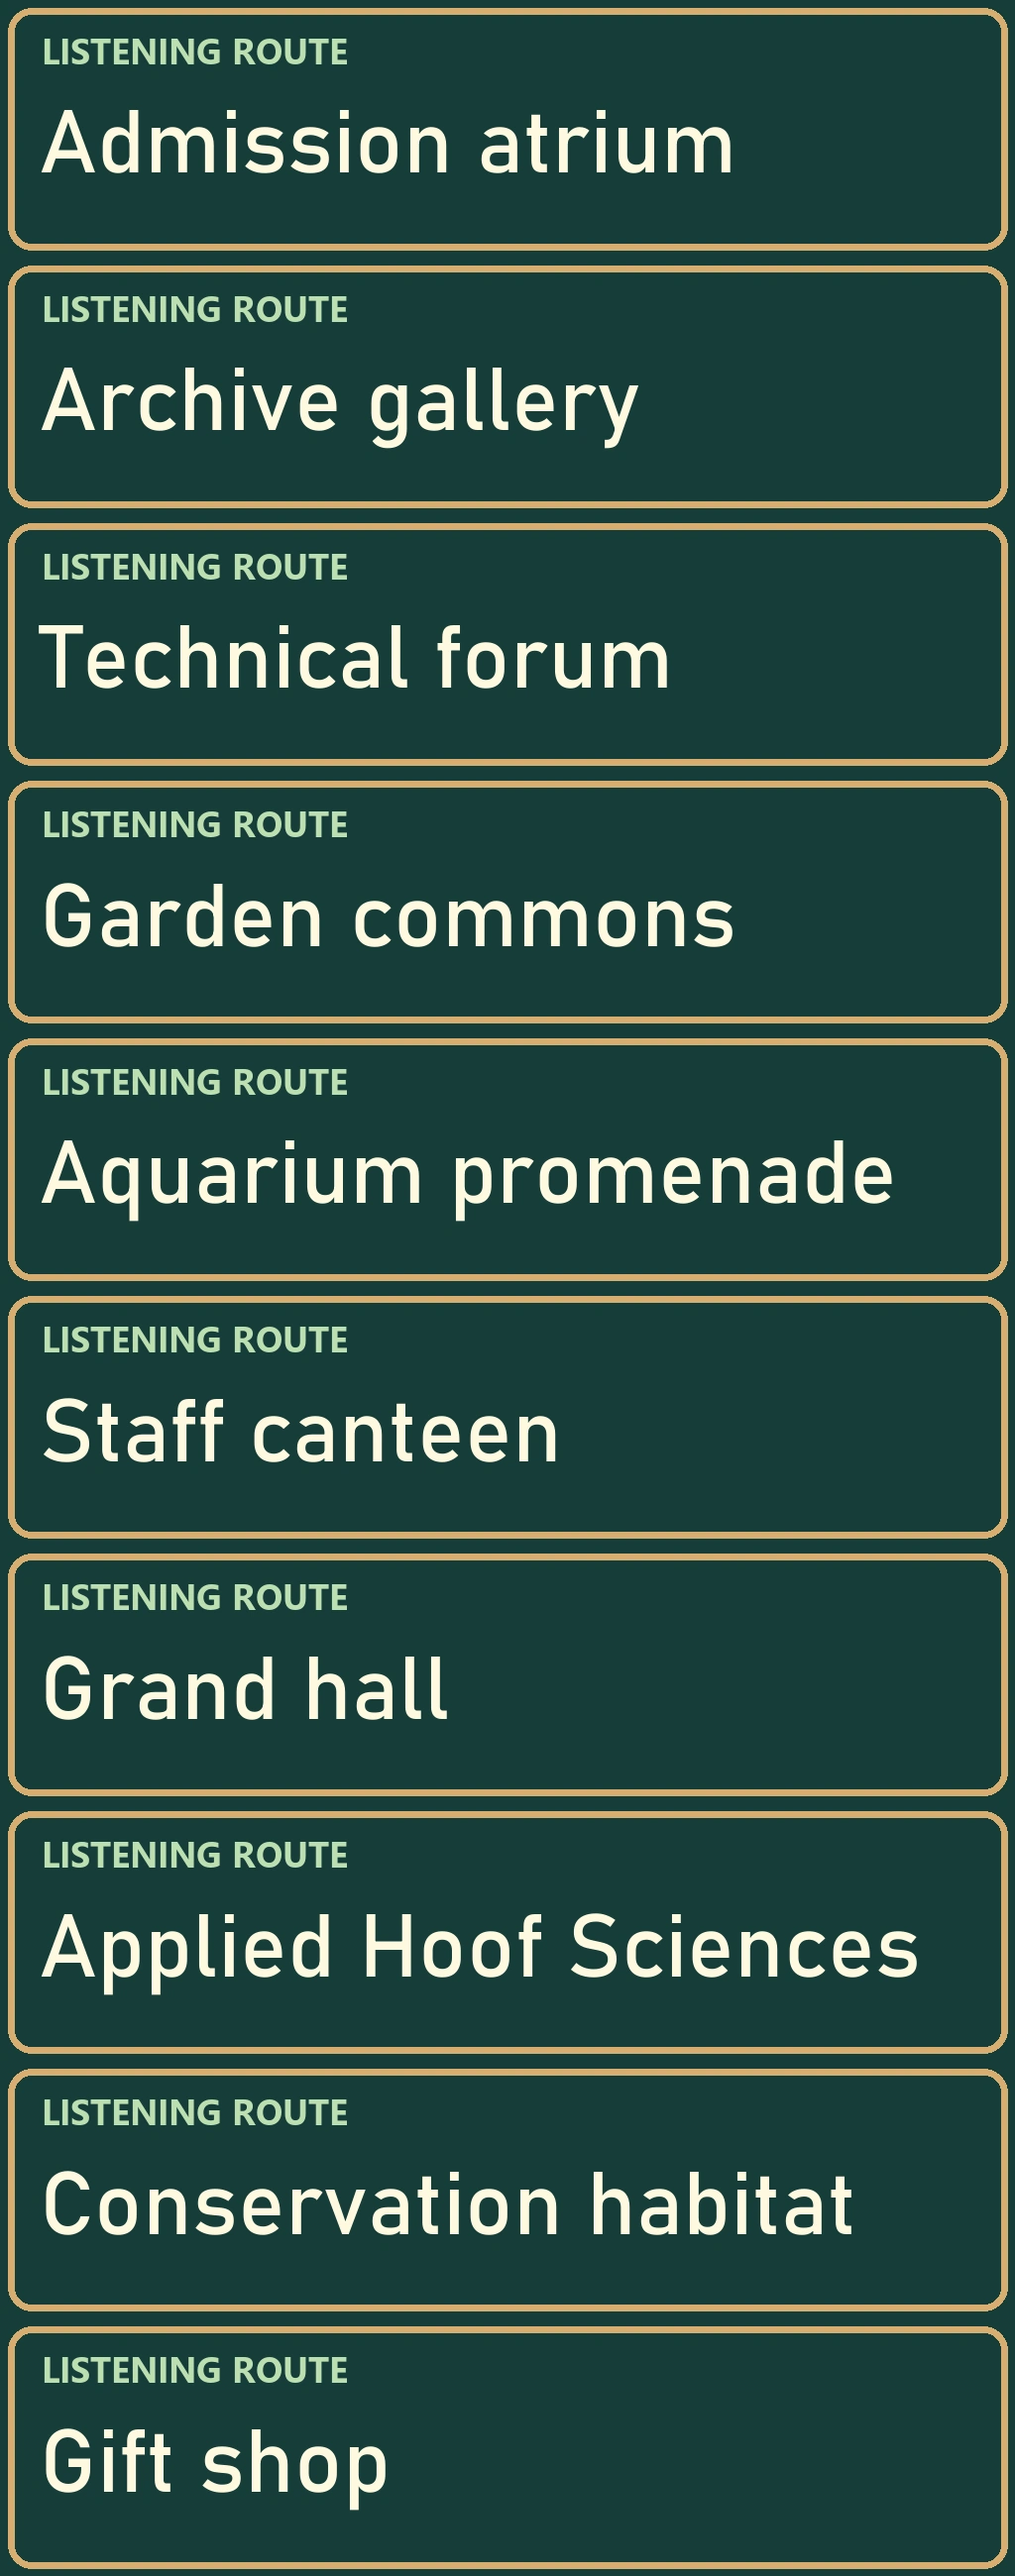 LISTENING ROUTE
Admission atrium
LISTENING ROUTE
Archive gallery
LISTENING ROUTE
Technical forum
LISTENING ROUTE
Garden commons
LISTENING ROUTE
Aquarium promenade
LISTENING ROUTE
Staff canteen
LISTENING ROUTE
Grand hall
LISTENING ROUTE
Applied Hoof Sciences
LISTENING ROUTE
Conservation habitat
LISTENING ROUTE
Gift shop